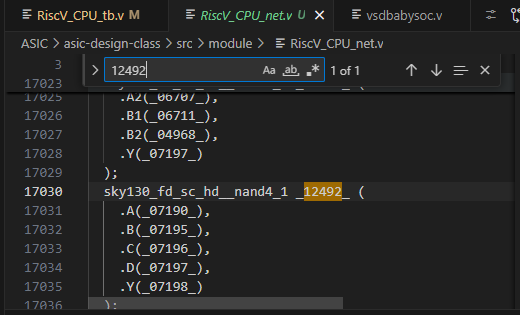 RiscV_CPU_tb.v M
RiscV_CPU_net.v U
vsdbabysoc.v
ASIC > asic-design-class > src > module > RiscV_CPU_net.v
3
12492
Aa ab .* 1 of 1
17023
17025 .A2(_06707_),
17026 .B1(_06711_),
17027 .B2(_04968_),
17028 .Y(_07197_)
17029 );
17030 sky130_fd_sc_hd__nand4_1 _12492_ (
17031 .A(_07190_),
17032 .B(_07195_),
17033 .C(_07196_),
17034 .D(_07197_),
17035 .Y(_07198_)
17036 );